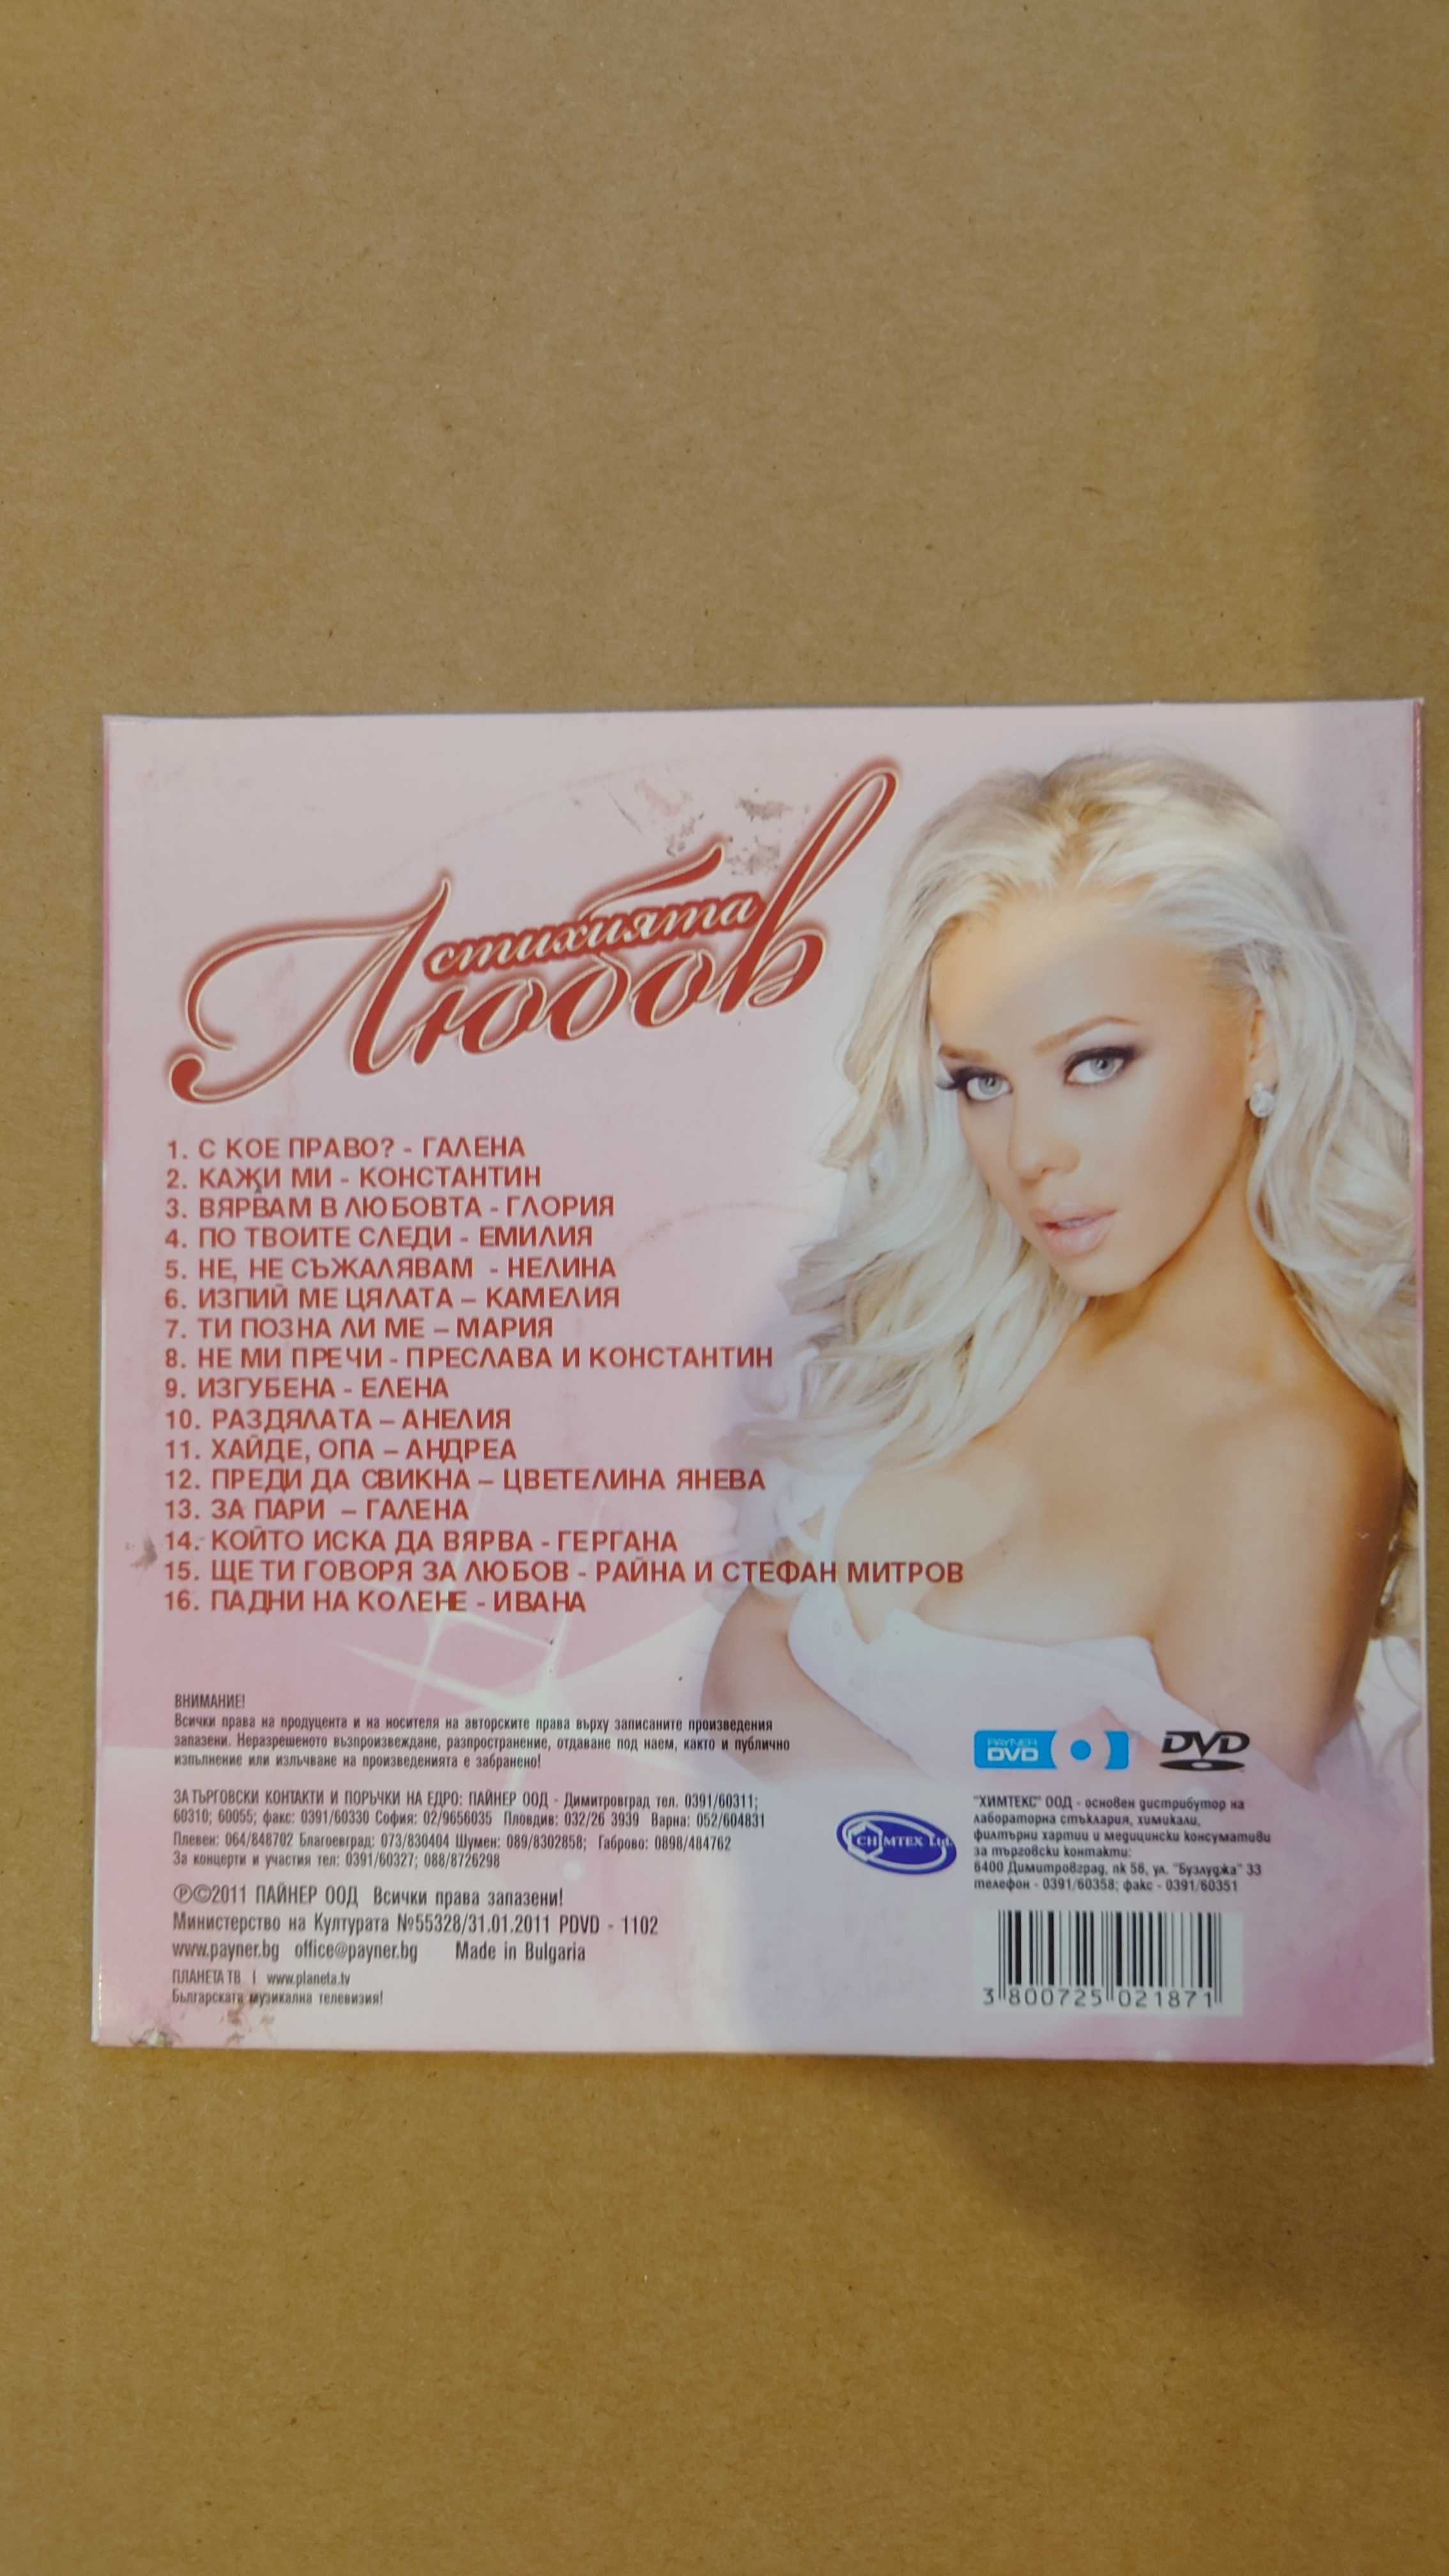 стихията
Любов
1. С КОЕ ПРАВО? - ГАЛЕНА
2. КАЖИ МИ - КОНСТАНТИН
3. ВЯРВАМ В ЛЮБОВТА - ГЛОРИЯ
4. ПО ТВОИТЕ СЛЕДИ - ЕМИЛИЯ
5. НЕ, НЕ СЪЖАЛЯВАМ - НЕЛИНА
6. ИЗПИЙ МЕ ЦЯЛАТА – КАМЕЛИЯ
7. ТИ ПОЗНА ЛИ МЕ – МАРИЯ
8. НЕ МИ ПРЕЧИ - ПРЕСЛАВА И КОНСТАНТИН
9. ИЗГУБЕНА - ЕЛЕНА
10. РАЗДЯЛАТА – АНЕЛИЯ
11. ХАЙДЕ, ОПА – АНДРЕА
12. ПРЕДИ ДА СВИКНА – ЦВЕТЕЛИНА ЯНЕВА
13. ЗА ПАРИ – ГАЛЕНА
14. КОЙТО ИСКА ДА ВЯРВА - ГЕРГАНА
15. ЩЕ ТИ ГОВОРЯ ЗА ЛЮБОВ - РАЙНА И СТЕФАН МИТРОВ
16. ПАДНИ НА КОЛЕНЕ - ИВАНА
ВНИМАНИЕ!
Всички права на продуцента и на носителя на авторските права върху записаните произведения
запазени. Неразрешеното възпроизвеждане, разпространение, отдаване под наем, както и публично
изпълнение или излъчване на произведенията е забранено!
ЗА ТЪРГОВСКИ КОНТАКТИ И ПОРЪЧКИ НА ЕДРО: ПАЙНЕР ООД - Димитровград тел. 0391/60311;
60310; 60055; факс: 0391/60330 София: 02/9656035 Пловдив: 032/26 3939 Варна: 052/604831
Плевен: 064/848702 Благоевград: 073/830404 Шумен: 089/8302858; Габрово: 0898/484762
За концерти и участия тел: 0391/60327; 088/8726298
℗©2011 ПАЙНЕР ООД Всички права запазени!
Министерство на Културата №55328/31.01.2011 PDVD - 1102
www.payner.bg office@payner.bg Made in Bulgaria
ПЛАНЕТА ТВ | www.planeta.tv
Българската музикална телевизия!
PAYNER
DVD
DVD
CHIMTEX Ltd.
"ХИМТЕКС" ООД - основен дистрибутор на
лабораторна стъклария, химикали,
филтърни хартии и медицински консумативи
за търговски контакти:
6400 Димитровград, пк 56, ул. "Бузлуджа" 33
телефон - 0391/60358; факс - 0391/60351
3 800725 021871